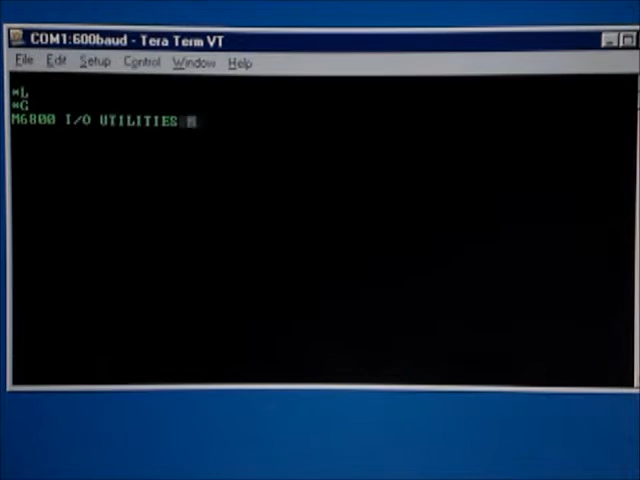 COM1:600baud - Tera Term VT
File Edit Setup Control Window Help
*L
*G
M6800 I/O UTILITIES